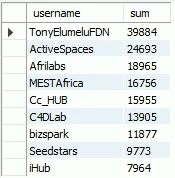 username sum
TonyElumeluFDN 39884
ActiveSpaces 24693
Afrilabs 18965
MESTAfrica 16756
Cc_HUB 15955
C4DLab 13905
bizspark 11877
Seedstars 9773
iHub 7964